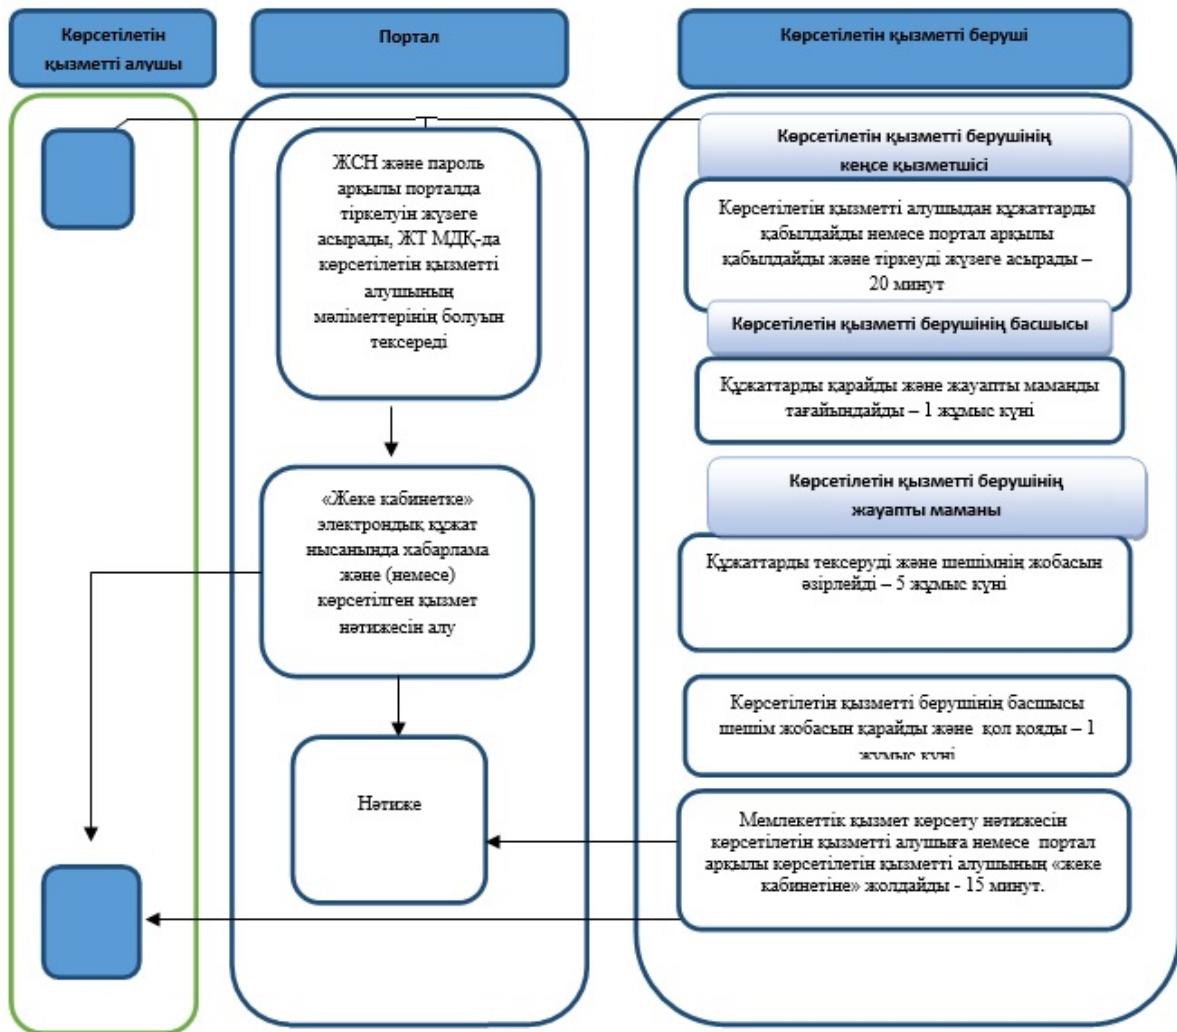 Көрсетілетін
қызметті алушы
Портал
Көрсетілетін қызметті беруші
ЖСН және пароль
арқылы порталда
тіркелуін жүзеге
асырады, ЖТ МДҚ-да
көрсетілетін қызметті
алушының
мәліметтерінің болуын
тексереді
«Жеке кабинетке»
электрондық құжат
нысанында хабарлама
және (немесе)
көрсетілген қызмет
нәтижесін алу
Нәтиже
Көрсетілетін қызметті берушінің
кеңсе қызметшісі
Көрсетілетін қызметті алушыдан құжаттарды
қабылдайды немесе портал арқылы
қабылдайды және тіркеуді жүзеге асырады –
20 минут
Көрсетілетін қызметті берушінің басшысы
Құжаттарды қарайды және жауапты маманды
тағайындайды – 1 жұмыс күні
Көрсетілетін қызметті берушінің
жауапты маманы
Құжаттарды тексеруді және шешімнің жобасын
әзірлейді – 5 жұмыс күні
Көрсетілетін қызметті берушінің басшысы
шешім жобасын қарайды және қол қояды – 1
жұмыс күні
Мемлекеттік қызмет көрсету нәтижесін
көрсетілетін қызметті алушыға немесе портал
арқылы көрсетілетін қызметті алушының «жеке
кабинетіне» жолдайды - 15 минут.